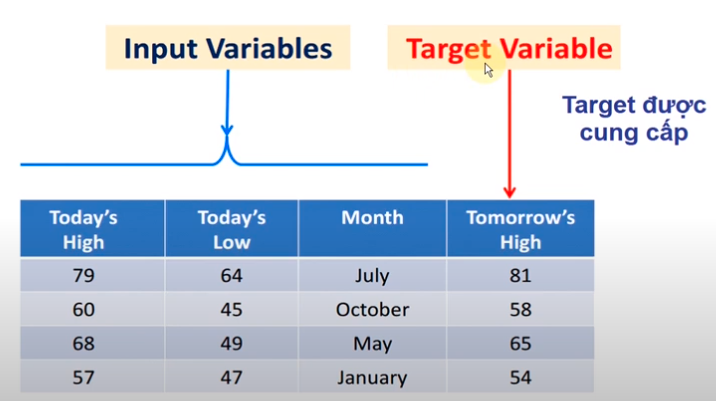 Input Variables
Target Variable
Target được
cung cấp
Today's High
Today's Low
Month
Tomorrow's High
79 64 July 81
60 45 October 58
68 49 May 65
57 47 January 54